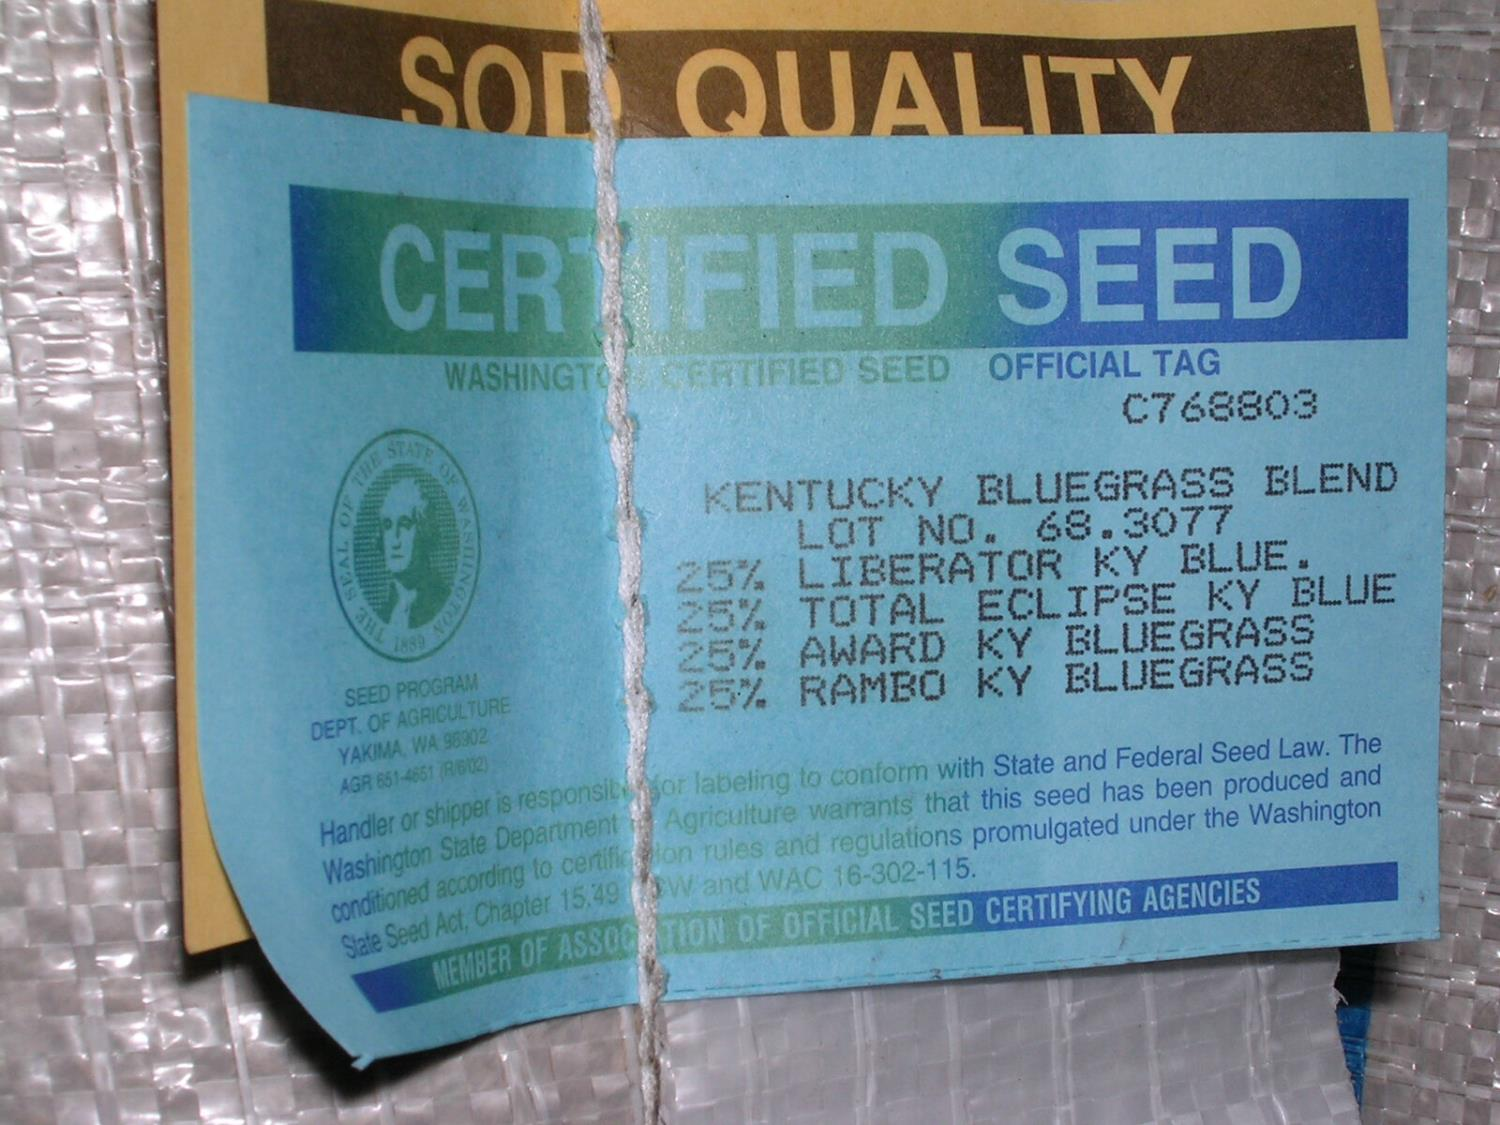 SOD QUALITY
CERTIFIED SEED
WASHINGTON CERTIFIED SEED OFFICIAL TAG
C768803
THE SEAL OF THE STATE OF WASHINGTON
1889
KENTUCKY BLUEGRASS BLEND
LOT NO. 68.3077
25% LIBERATOR KY BLUE.
25% TOTAL ECLIPSE KY BLUE
25% AWARD KY BLUEGRASS
25% RAMBO KY BLUEGRASS
SEED PROGRAM
DEPT. OF AGRICULTURE
YAKIMA, WA 98902
AGR 651-4651 (R/6/02)
Handler or shipper is responsible for labeling to conform with State and Federal Seed Law. The
Washington State Department of Agriculture warrants that this seed has been produced and
conditioned according to certification rules and regulations promulgated under the Washington
State Seed Act, Chapter 15.49 RCW and WAC 16-302-115.
MEMBER OF ASSOCIATION OF OFFICIAL SEED CERTIFYING AGENCIES